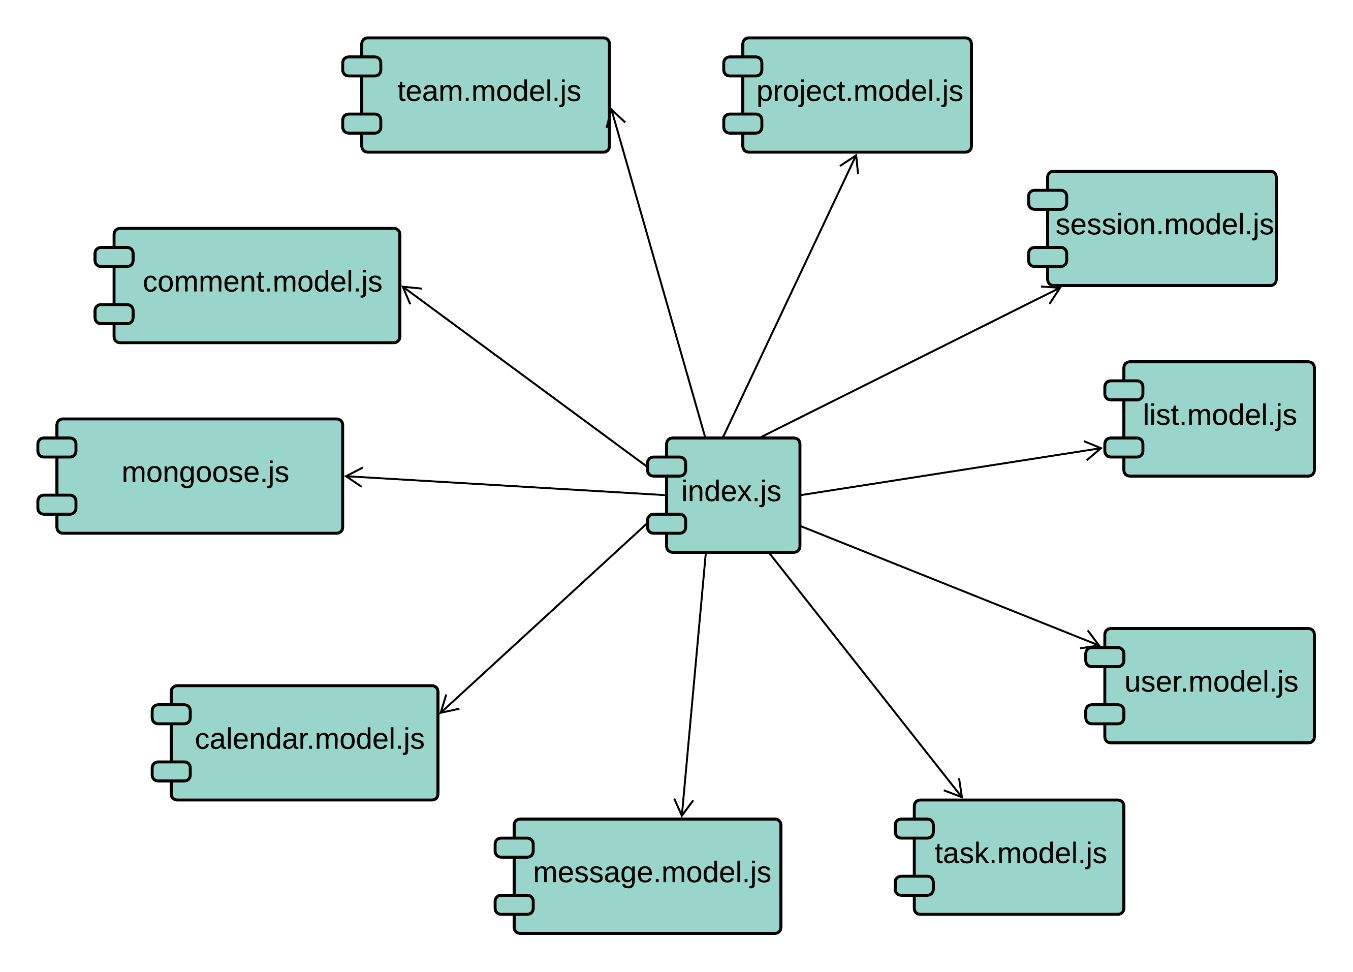 team.model.js
project.model.js
session.model.js
comment.model.js
list.model.js
mongoose.js
index.js
user.model.js
calendar.model.js
task.model.js
message.model.js